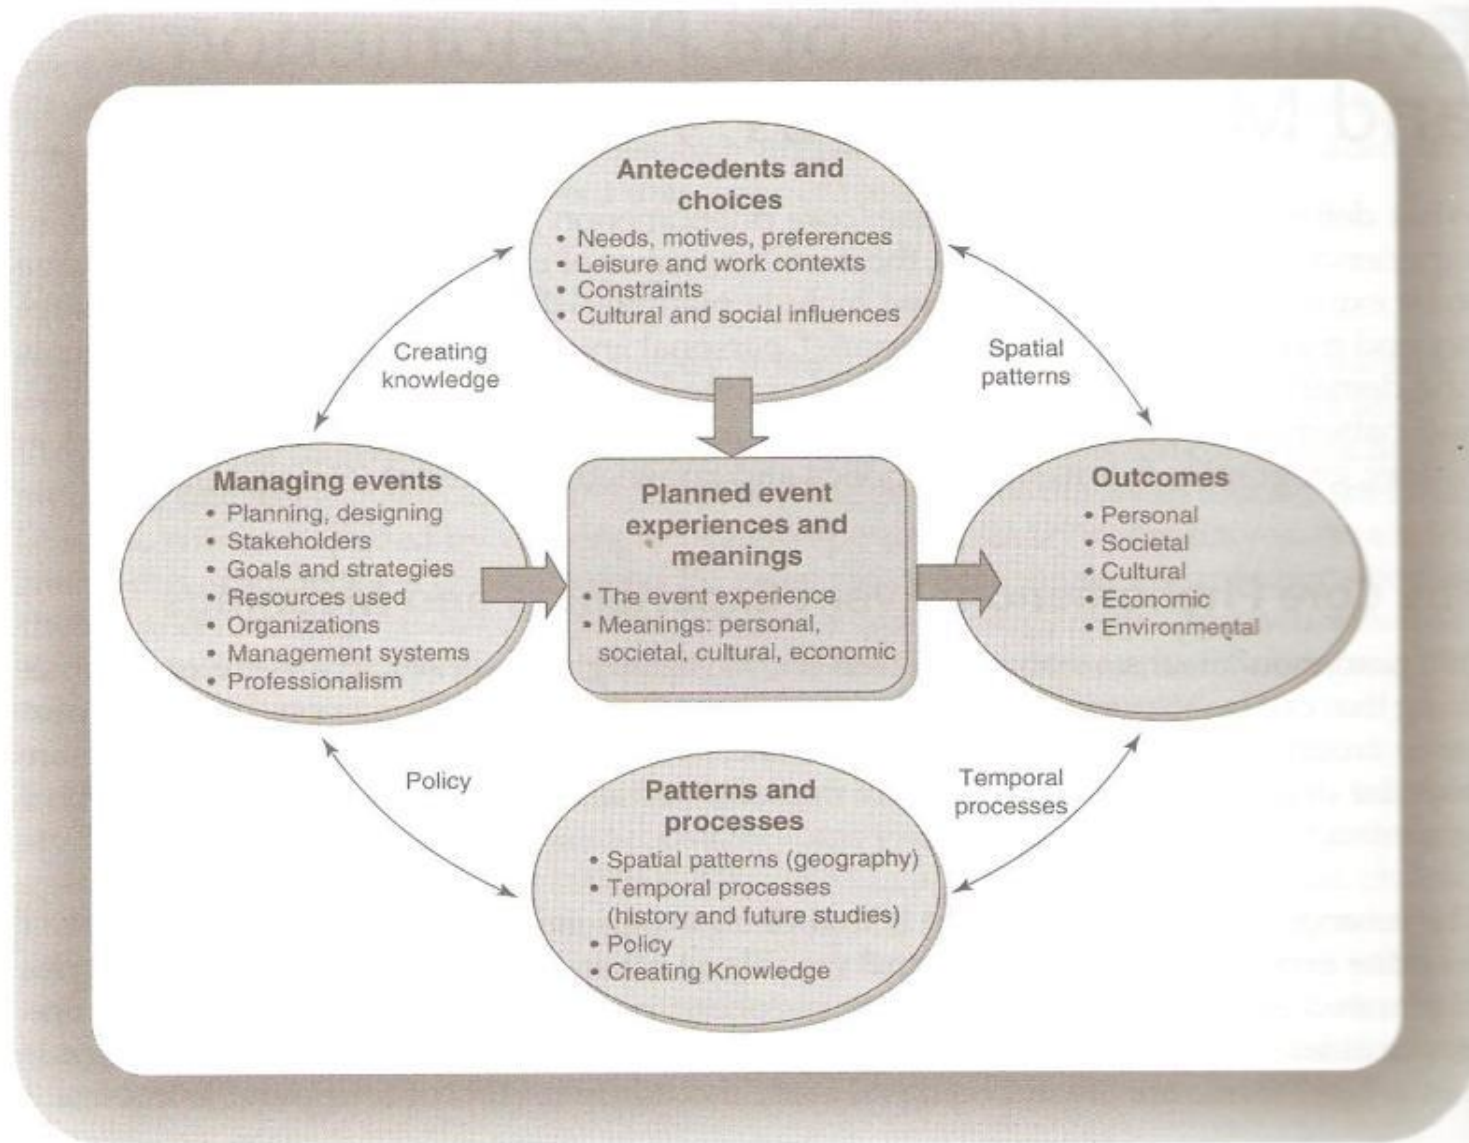 Antecedents and
choices
• Needs, motives, preferences
• Leisure and work contexts
• Constraints
• Cultural and social influences
Creating
knowledge
Spatial
patterns
Managing events
• Planning, designing
• Stakeholders
• Goals and strategies
• Resources used
• Organizations
• Management systems
• Professionalism
Planned event
experiences and
meanings
• The event experience
• Meanings: personal,
societal, cultural, economic
Outcomes
• Personal
• Societal
• Cultural
• Economic
• Environmental
Policy
Temporal
processes
Patterns and
processes
• Spatial patterns (geography)
• Temporal processes
(history and future studies)
• Policy
• Creating Knowledge